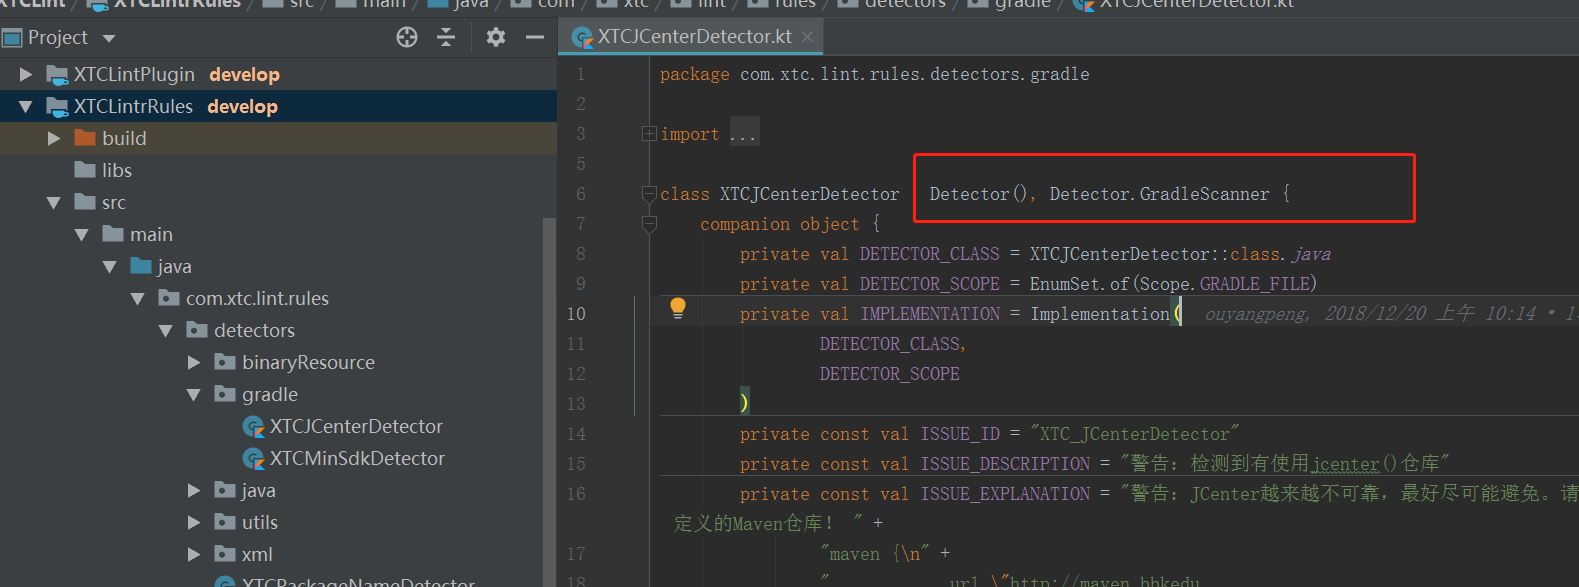 XTCLint / XTCLintrRules / src / main / java / com / xtc / lint / rules / detectors / gradle / XTCJCenterDetector.kt
Project
XTCJCenterDetector.kt
XTCLintPlugin develop
XTCLintrRules develop
build
libs
src
main
java
com.xtc.lint.rules
detectors
binaryResource
gradle
XTCJCenterDetector
XTCMinSdkDetector
java
utils
xml
XTCPackageNameDetector
1 package com.xtc.lint.rules.detectors.gradle
2
3 import ...
5
6 class XTCJCenterDetector Detector(), Detector.GradleScanner {
7 companion object {
8 private val DETECTOR_CLASS = XTCJCenterDetector::class.java
9 private val DETECTOR_SCOPE = EnumSet.of(Scope.GRADLE_FILE)
10 private val IMPLEMENTATION = Implementation( ouyangpeng, 2018/12/20 上午 10:14 •
11 DETECTOR_CLASS,
12 DETECTOR_SCOPE
13 )
14 private const val ISSUE_ID = "XTC_JCenterDetector"
15 private const val ISSUE_DESCRIPTION = "警告：检测到有使用jcenter()仓库"
16 private const val ISSUE_EXPLANATION = "警告：JCenter越来越不可靠，最好尽可能避免。请
定义的Maven仓库！ " +
17 "maven {\n" +
18 " url \"http://maven.bbkedu